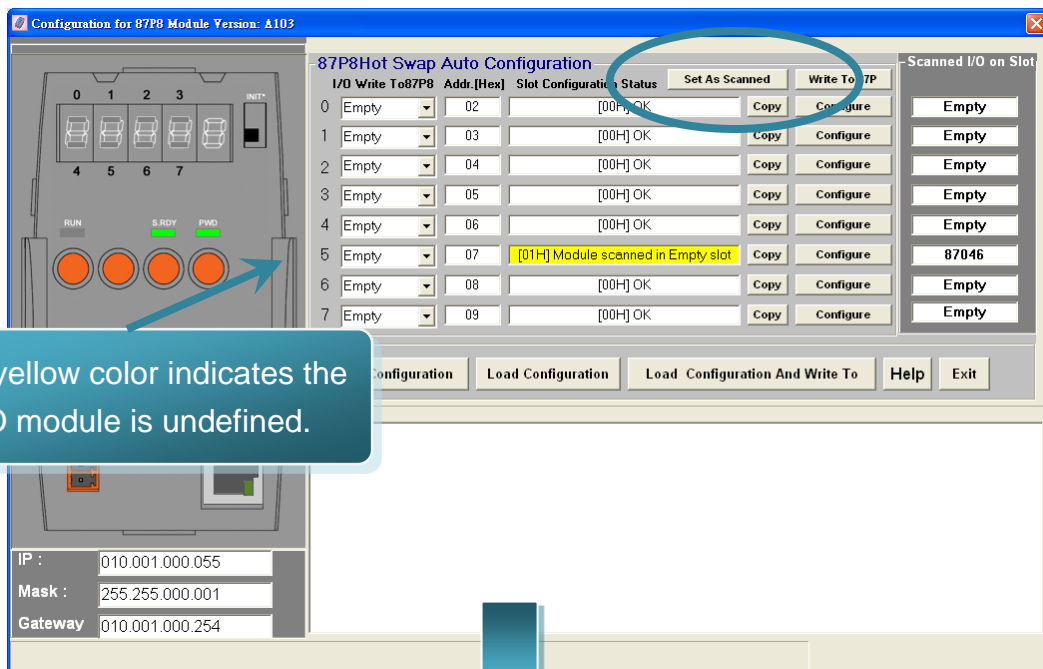 Configuration for 87P8 Module Version: A103
87P8Hot Swap Auto Configuration
Scanned I/O on Slot
I/O Write To87P8 Addr.[Hex] Slot Configuration Status Set As Scanned Write To 87P
0 Empty 02 [00H] OK Copy Configure Empty
1 Empty 03 [00H] OK Copy Configure Empty
2 Empty 04 [00H] OK Copy Configure Empty
3 Empty 05 [00H] OK Copy Configure Empty
4 Empty 06 [00H] OK Copy Configure Empty
5 Empty 07 [01H] Module scanned in Empty slot Copy Configure 87046
6 Empty 08 [00H] OK Copy Configure Empty
7 Empty 09 [00H] OK Copy Configure Empty
0 1 2 3 INIT*
4 5 6 7
RUN S.RDY PWD
yellow color indicates the
module is undefined.
Configuration Load Configuration Load Configuration And Write To Help Exit
IP : 010.001.000.055
Mask : 255.255.000.001
Gateway 010.001.000.254